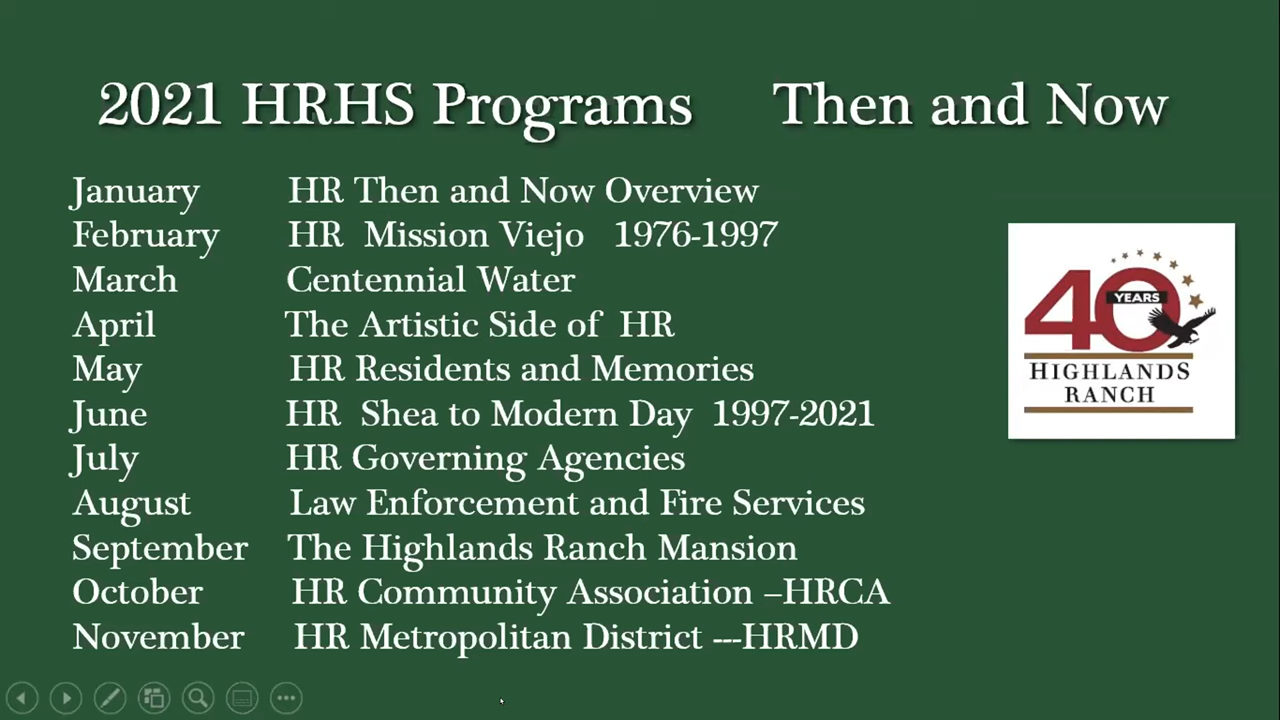 2021 HRHS Programs Then and Now
January HR Then and Now Overview
February HR Mission Viejo 1976-1997
March Centennial Water
April The Artistic Side of HR
May HR Residents and Memories
June HR Shea to Modern Day 1997-2021
July HR Governing Agencies
August Law Enforcement and Fire Services
September The Highlands Ranch Mansion
October HR Community Association –HRCA
November HR Metropolitan District ---HRMD
40
YEARS
HIGHLANDS
RANCH